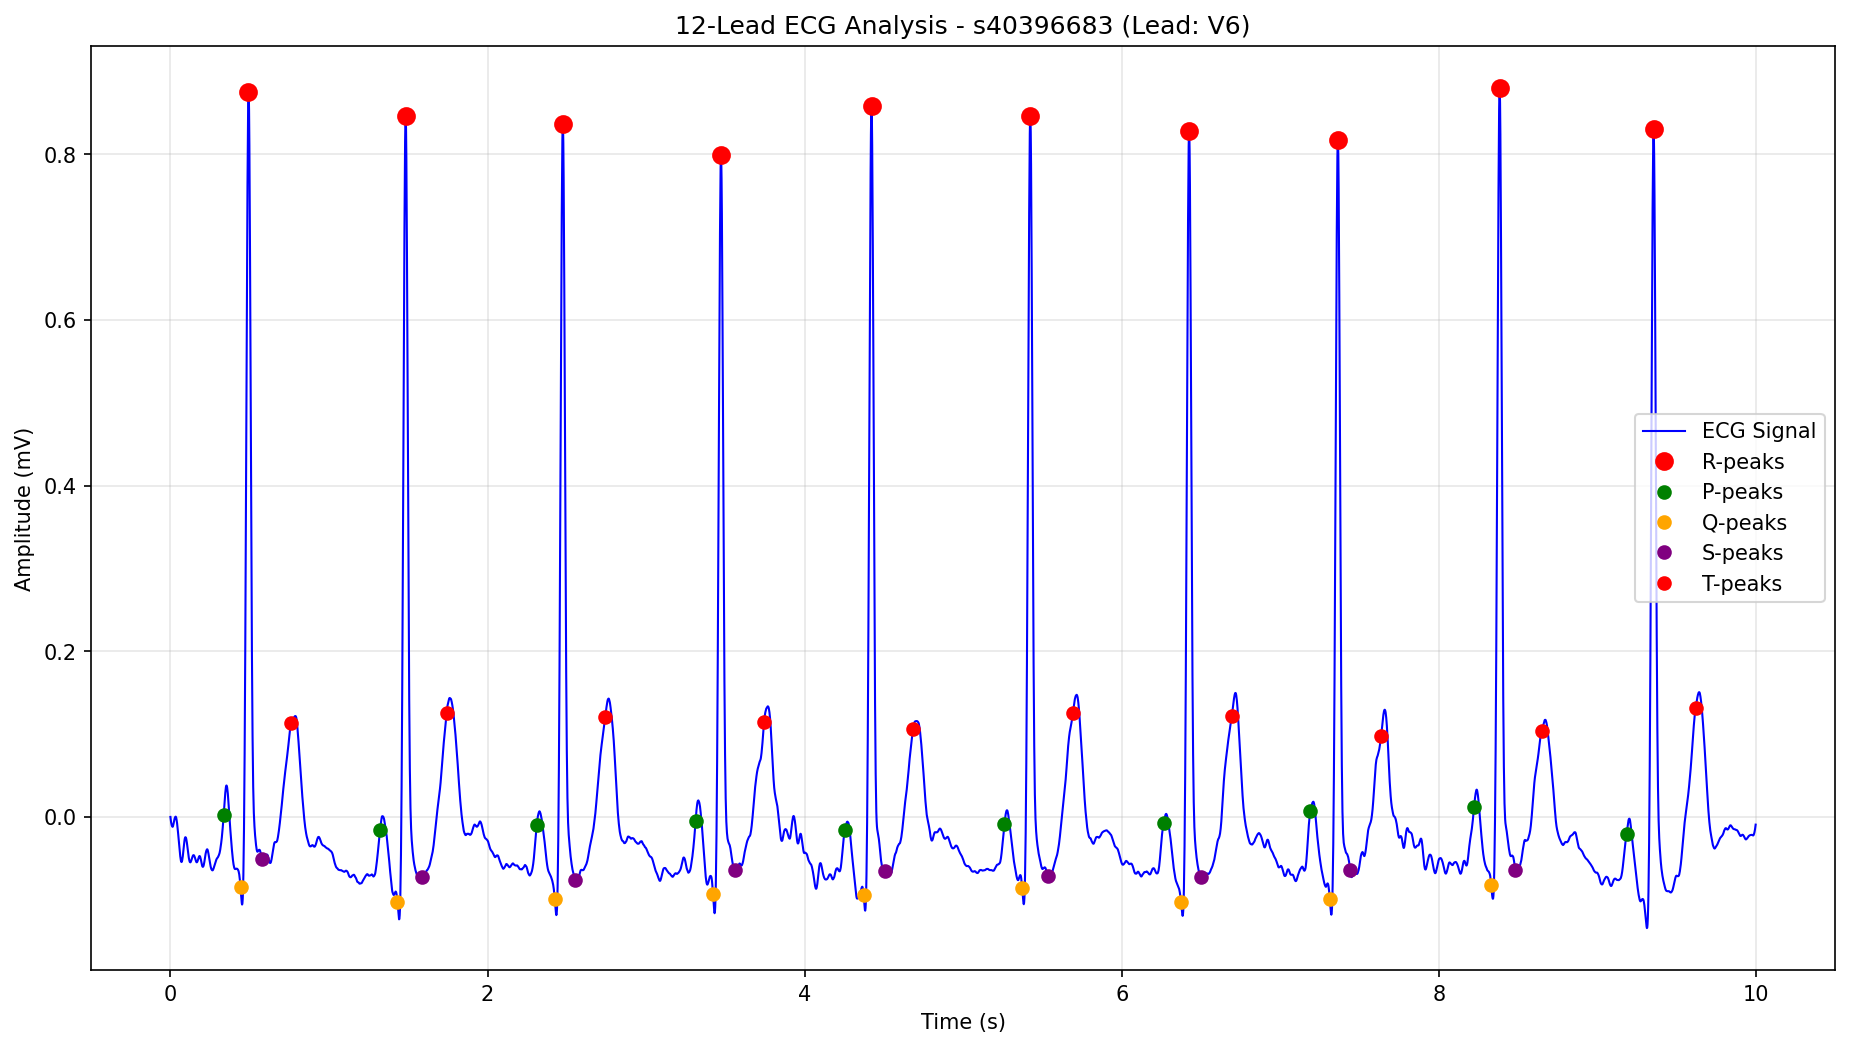 12-Lead ECG Analysis - s40396683 (Lead: V6)
Amplitude (mV)
0.8
0.6
0.4
0.2
0.0
ECG Signal
R-peaks
P-peaks
Q-peaks
S-peaks
T-peaks
0 2 4 6 8 10
Time (s)